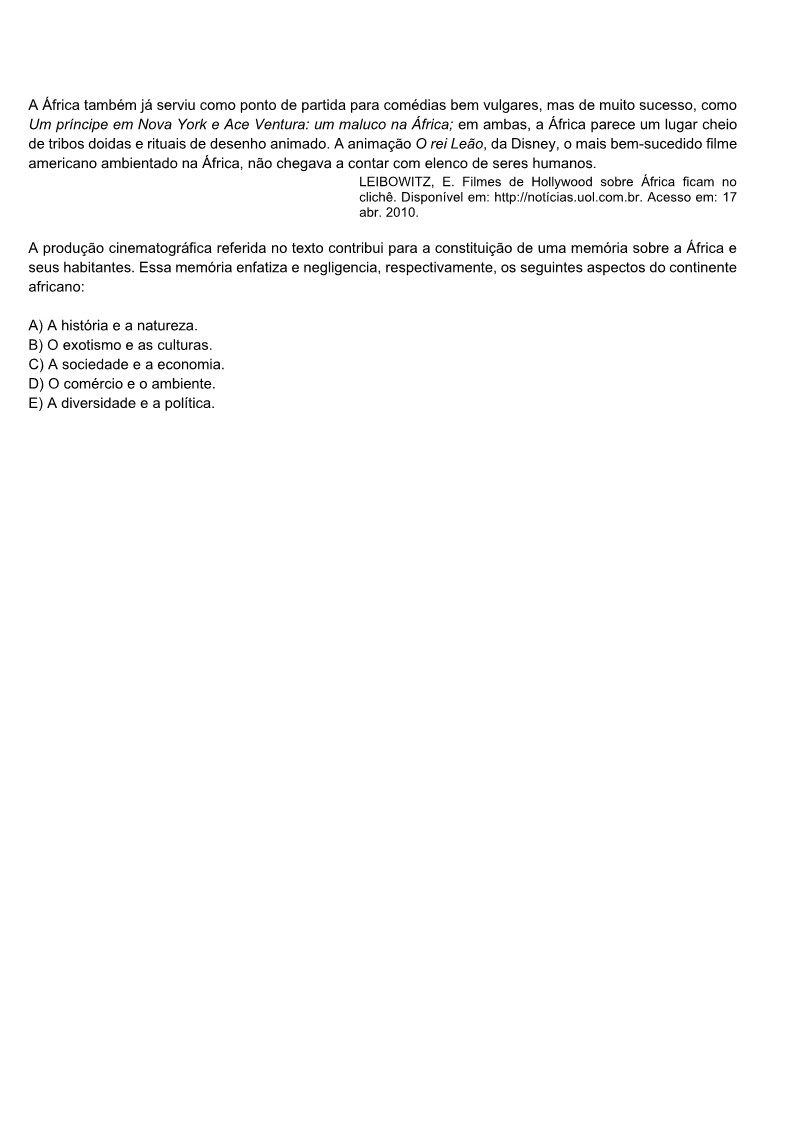 A África também já serviu como ponto de partida para comédias bem vulgares, mas de muito sucesso, como
Um príncipe em Nova York e Ace Ventura: um maluco na África; em ambas, a África parece um lugar cheio
de tribos doidas e rituais de desenho animado. A animação O rei Leão, da Disney, o mais bem-sucedido filme
americano ambientado na África, não chegava a contar com elenco de seres humanos.
LEIBOWITZ, E. Filmes de Hollywood sobre África ficam no
clichê. Disponível em: http://notícias.uol.com.br. Acesso em: 17
abr. 2010.
A produção cinematográfica referida no texto contribui para a constituição de uma memória sobre a África e
seus habitantes. Essa memória enfatiza e negligencia, respectivamente, os seguintes aspectos do continente
africano:
A) A história e a natureza.
B) O exotismo e as culturas.
C) A sociedade e a economia.
D) O comércio e o ambiente.
E) A diversidade e a política.